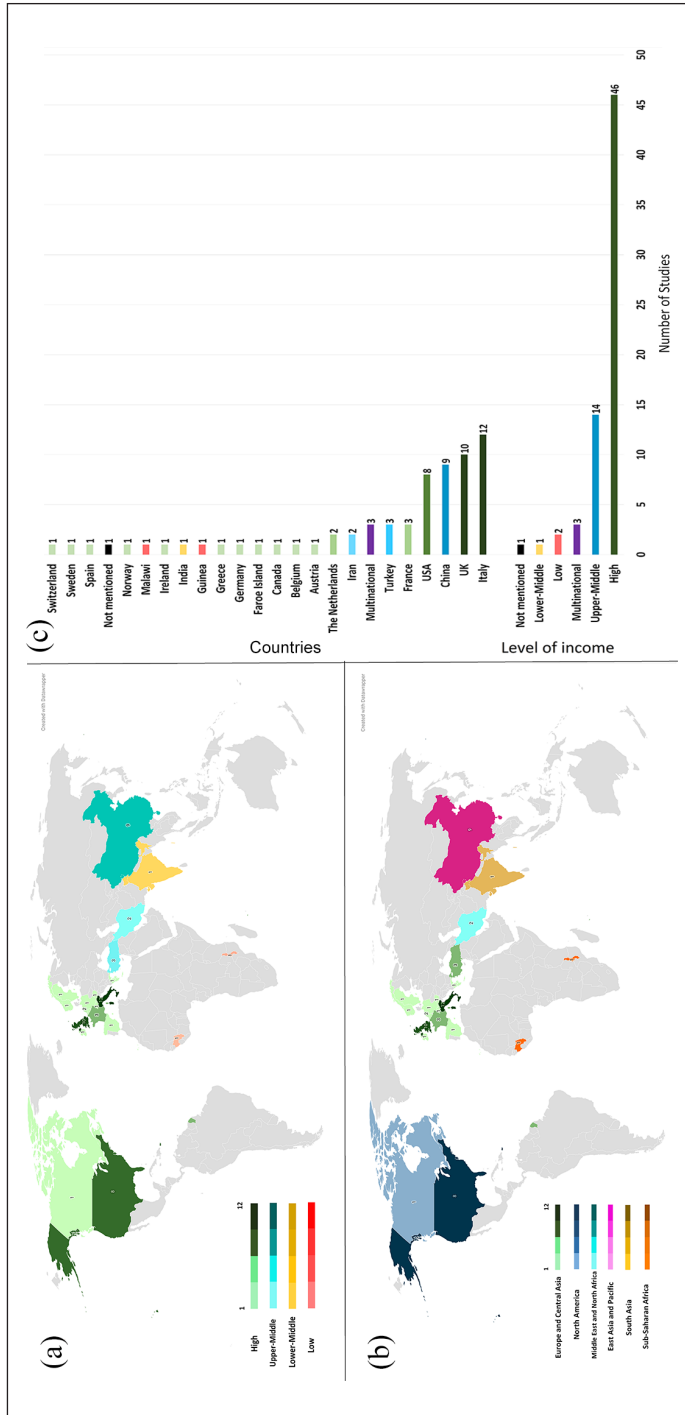 (a)
Created with Datawrapper
1
12
High
Upper-Middle
Lower-Middle
Low
(b)
1
12
Europe and Central Asia
North America
Middle East and North Africa
East Asia and Pacific
South Asia
Sub-Saharan Africa
(c)
Countries
Switzerland 1
Sweden 1
Spain 1
Not mentioned 1
Norway 1
Malawi 1
Ireland 1
India 1
Guinea 1
Greece 1
Germany 1
Faroe Island 1
Canada 1
Belgium 1
Austria 1
The Netherlands 2
Iran 2
Multinational 3
Turkey 3
France 3
USA 8
China 9
UK 10
Italy 12
Level of income
Not mentioned 1
Lower-Middle 1
Low 2
Multinational 3
Upper-Middle 14
High 46
0 5 10 15 20 25 30 35 40 45 50
Number of Studies